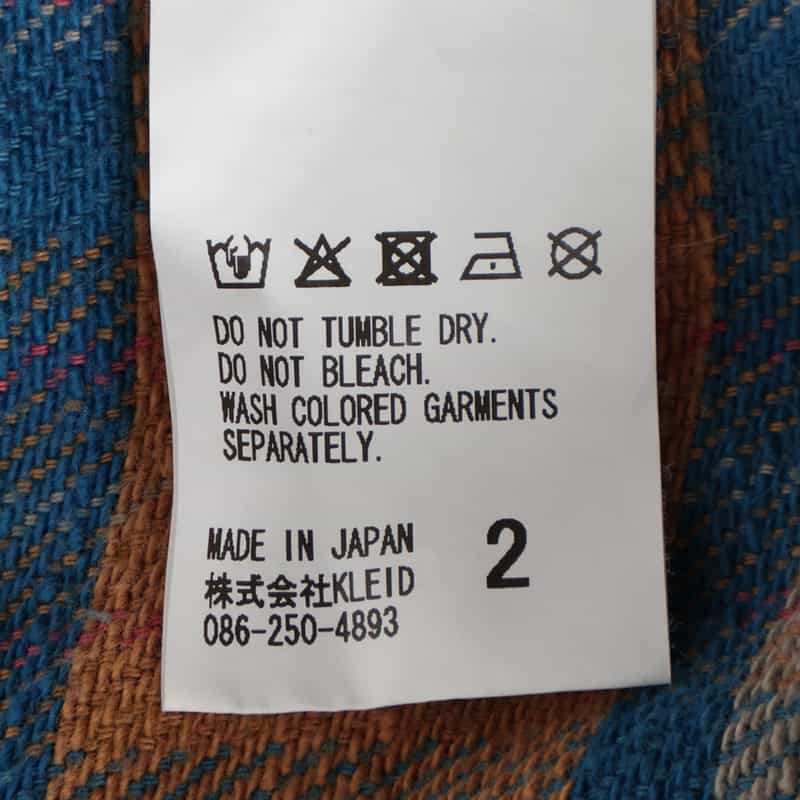 DO NOT TUMBLE DRY.
DO NOT BLEACH.
WASH COLORED GARMENTS
SEPARATELY.
MADE IN JAPAN
2
株式会社KLEID
086-250-4893